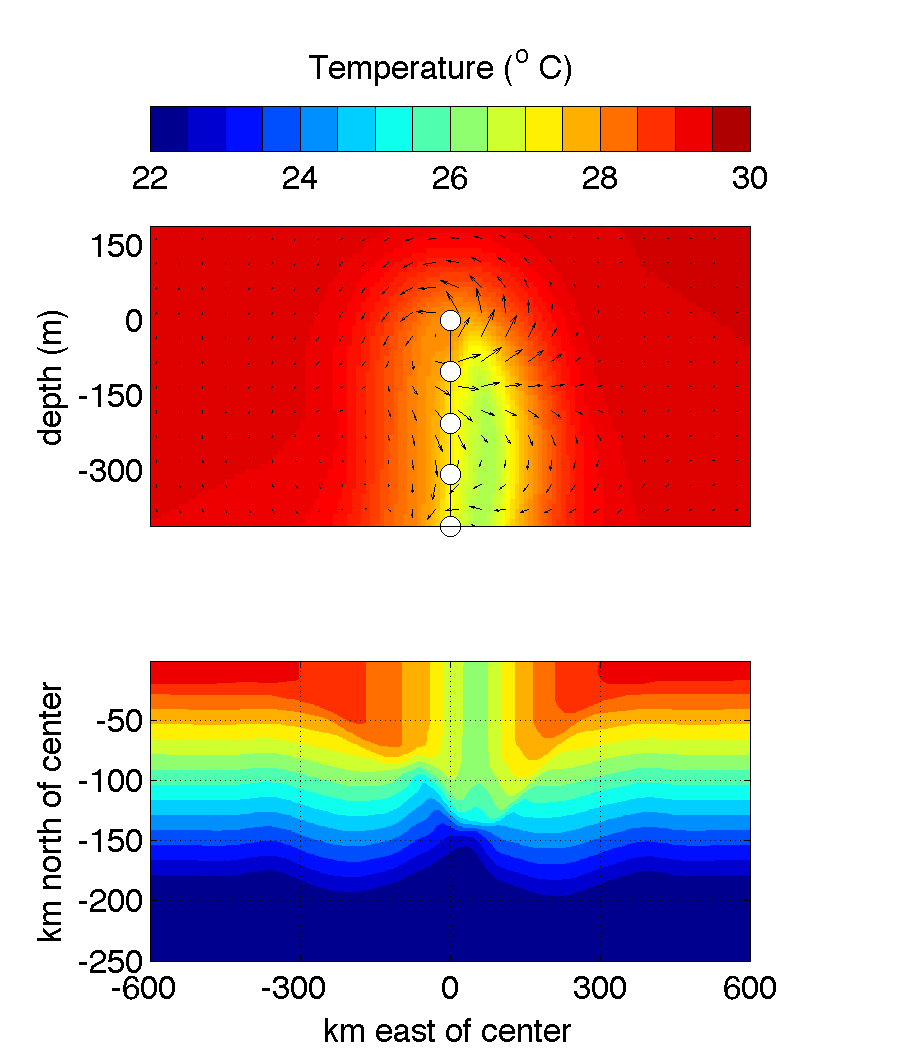 Temperature (° C)
22 24 26 28 30
150
0
-150
-300
depth (m)
-50
-100
-150
-200
-250
km north of center
-600 -300 0 300 600
km east of center